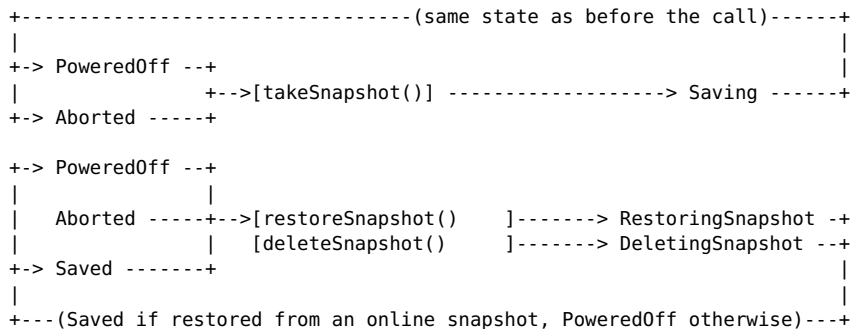 +---------------------------------(same state as before the call)------+
|                                                                      |
+-> PoweredOff --+                                                     |
|                +-->[takeSnapshot()] -------------------> Saving ------+
+-> Aborted -----+

+-> PoweredOff --+
|                |
|   Aborted -----+-->[restoreSnapshot()    ]-------> RestoringSnapshot -+
|                |   [deleteSnapshot()     ]-------> DeletingSnapshot --+
+-> Saved -------+                                                     |
|                                                                      |
+---(Saved if restored from an online snapshot, PoweredOff otherwise)---+